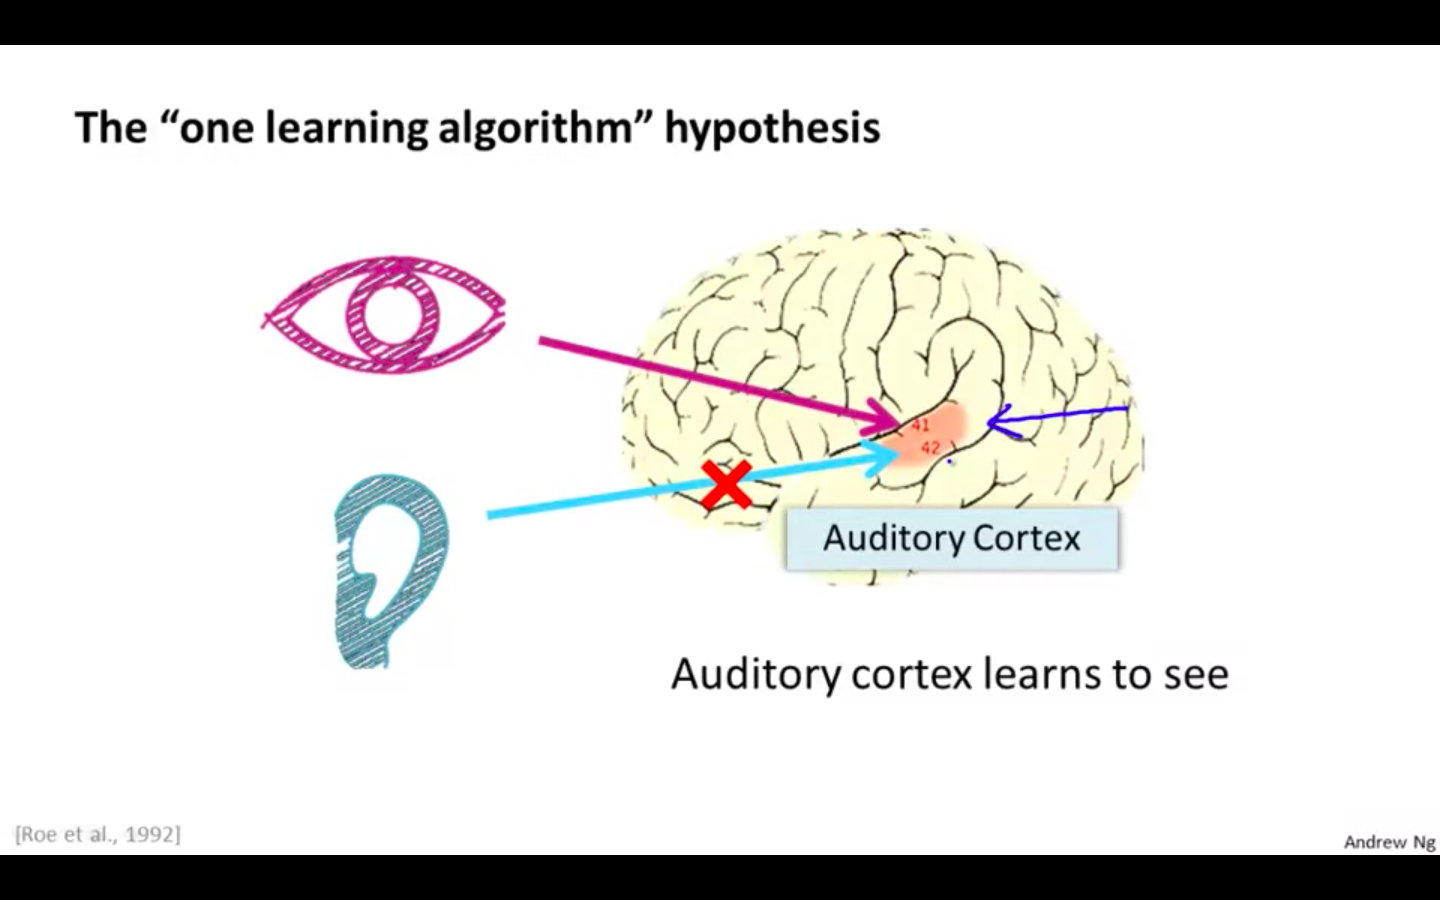 The “one learning algorithm” hypothesis
41
42
Auditory Cortex
Auditory cortex learns to see
[Roe et al., 1992]
Andrew Ng